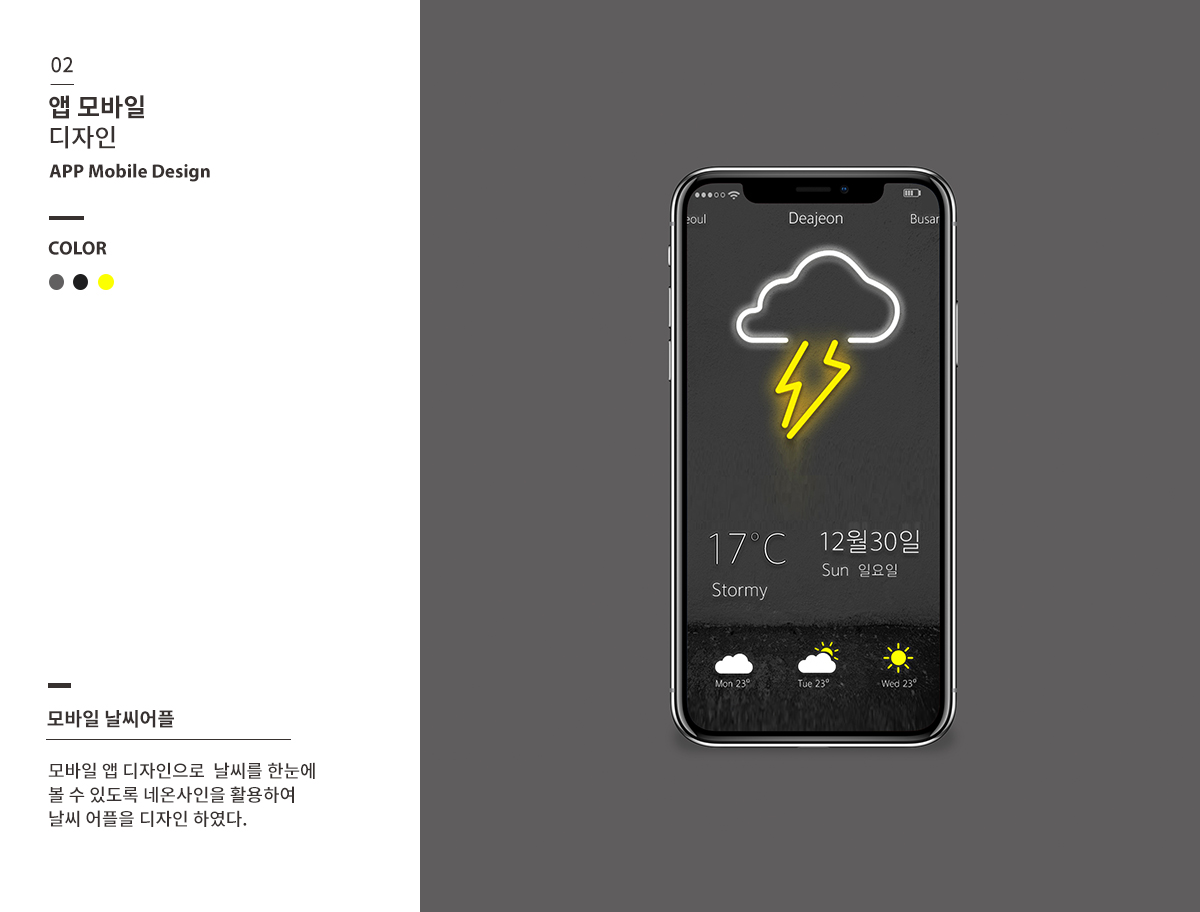 02
앱 모바일
디자인
APP Mobile Design
COLOR
모바일 날씨어플
모바일 앱 디자인으로 날씨를 한눈에
볼 수 있도록 네온사인을 활용하여
날씨 어플을 디자인 하였다.
eoul Deajeon Busan
17°C
Stormy
12월30일
Sun 일요일
Mon 23° Tue 23° Wed 23°